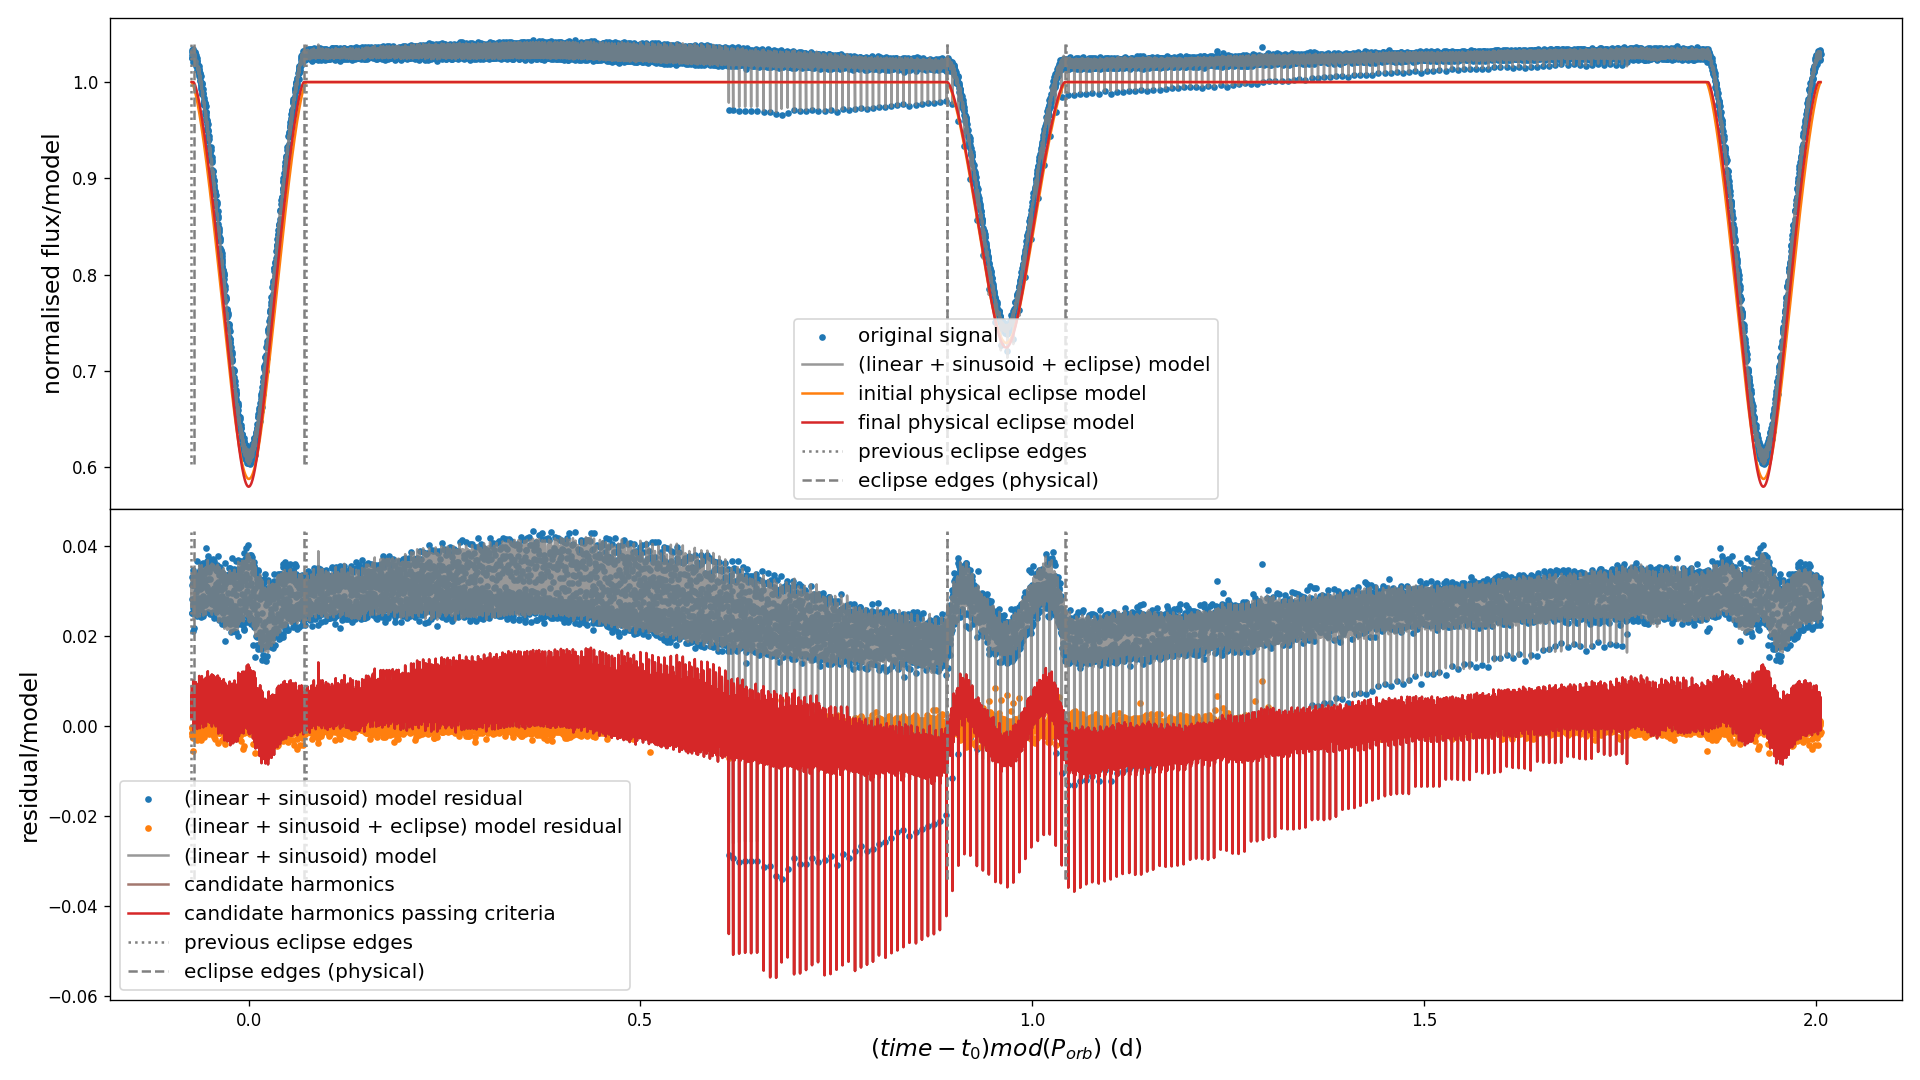 normalised flux/model
1.0
0.9
0.8
0.7
0.6
original signal
(linear + sinusoid + eclipse) model
initial physical eclipse model
final physical eclipse model
previous eclipse edges
eclipse edges (physical)
residual/model
0.04
0.02
0.00
−0.02
−0.04
−0.06
(linear + sinusoid) model residual
(linear + sinusoid + eclipse) model residual
(linear + sinusoid) model
candidate harmonics
candidate harmonics passing criteria
previous eclipse edges
eclipse edges (physical)
0.0 0.5 1.0 1.5 2.0
(time − t₀)mod(Pₒᵣb) (d)